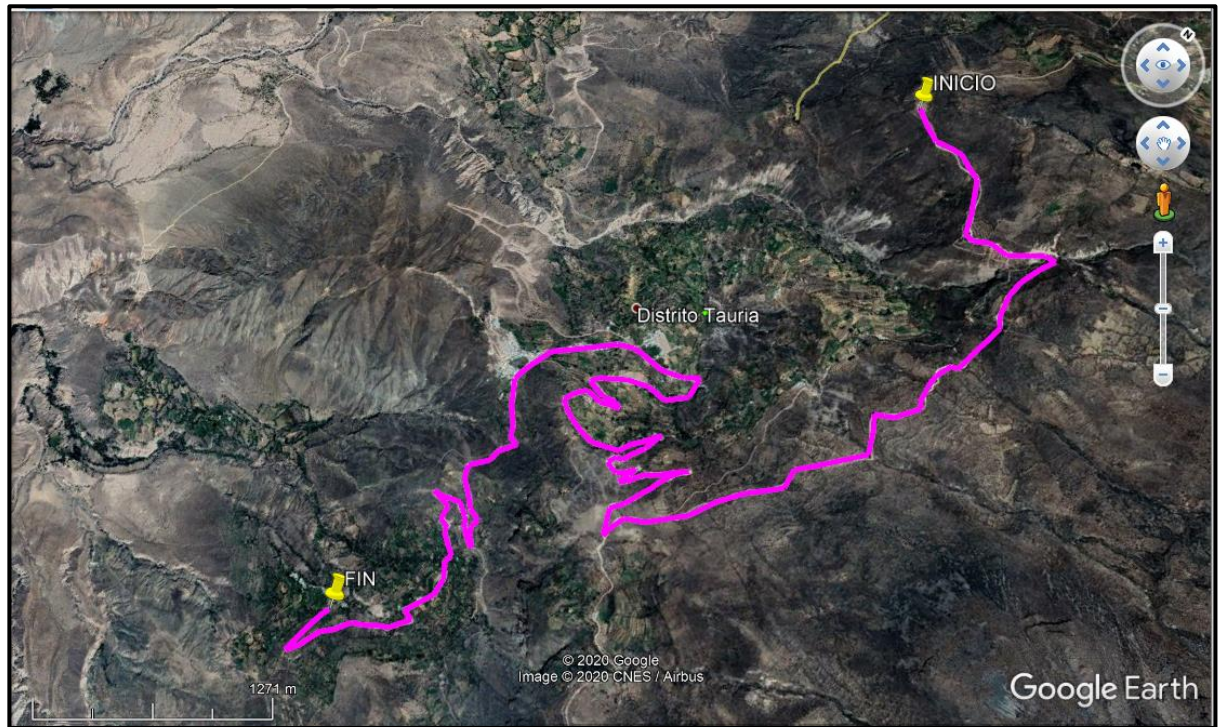 N
INICIO
Distrito Tauria
FIN
1271 m
© 2020 Google
Image © 2020 CNES / Airbus
Google Earth